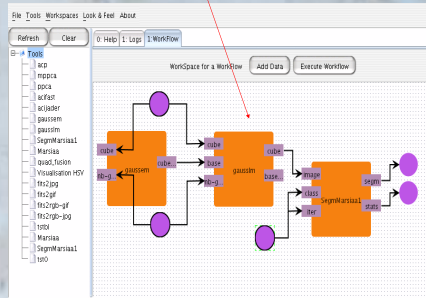 File Tools Workspaces Look & Feel About
Refresh Clear
0: Help 1: Logs 1:WorkFlow
Tools
acp
mppca
ppca
acifast
acijader
gaussem
gausslm
SegmMarsiaa1
Marsiaa
quad_fusion
Visualisation HSV
fits2jpg
fits2gif
fits2rgb-gif
fits2rgb-jpg
tstbl
Marsiaa
SegmMarsiaa1
tst0
WorkSpace for a WorkFlow Add Data Execute Workflow
cube gaussem cube...
nb-g...
cube gausslm cube
base base...
nb-g...
image SegmMarsiaa1 segm
class stats
iter